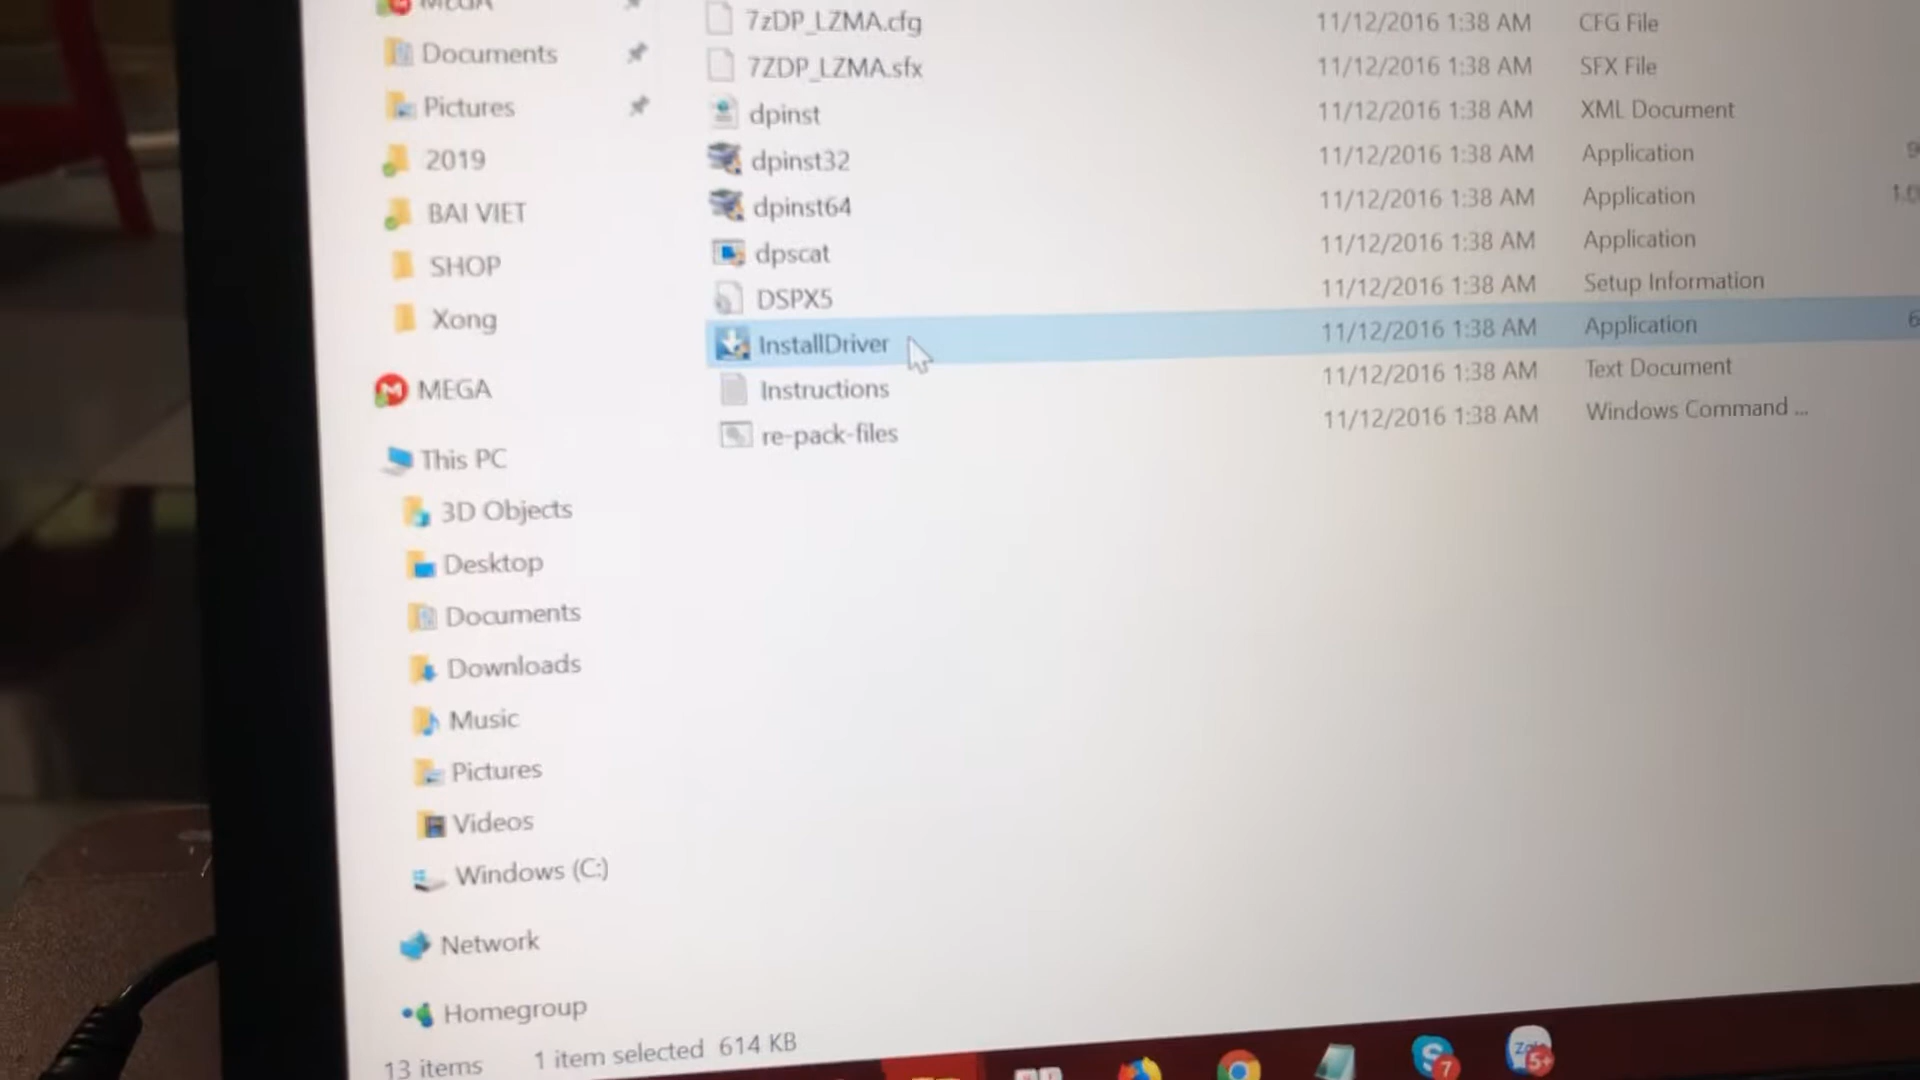 MEGA
7zDP_LZMA.cfg 11/12/2016 1:38 AM CFG File
Documents
7ZDP_LZMA.sfx 11/12/2016 1:38 AM SFX File
Pictures
dpinst 11/12/2016 1:38 AM XML Document
2019
dpinst32 11/12/2016 1:38 AM Application
BAI VIET
dpinst64 11/12/2016 1:38 AM Application
SHOP
dpscat 11/12/2016 1:38 AM Application
DSPX5 11/12/2016 1:38 AM Setup Information
Xong
InstallDriver 11/12/2016 1:38 AM Application
MEGA
Instructions 11/12/2016 1:38 AM Text Document
re-pack-files 11/12/2016 1:38 AM Windows Command ...
This PC
3D Objects
Desktop
Documents
Downloads
Music
Pictures
Videos
Windows (C:)
Network
Homegroup
13 items 1 item selected 614 KB
7
Zalo
5+